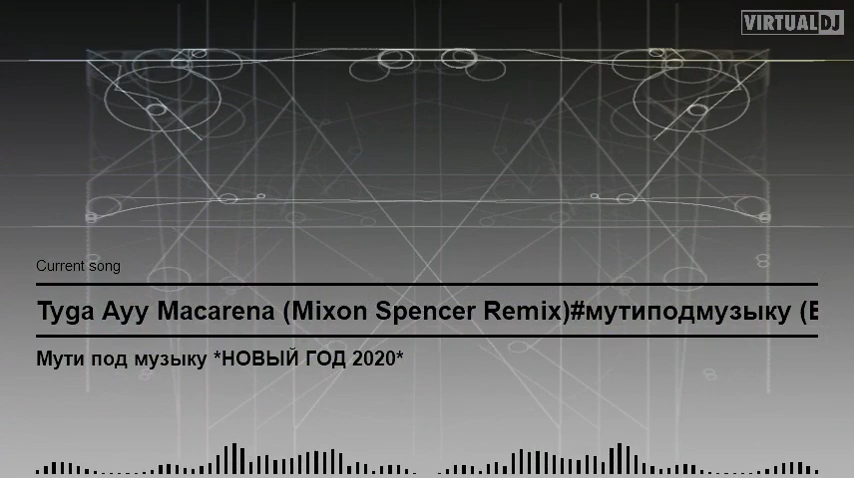 VIRTUALDJ
Current song
Tyga Ayy Macarena (Mixon Spencer Remix)#мутиподмузыку (
Мути под музыку *НОВЫЙ ГОД 2020*